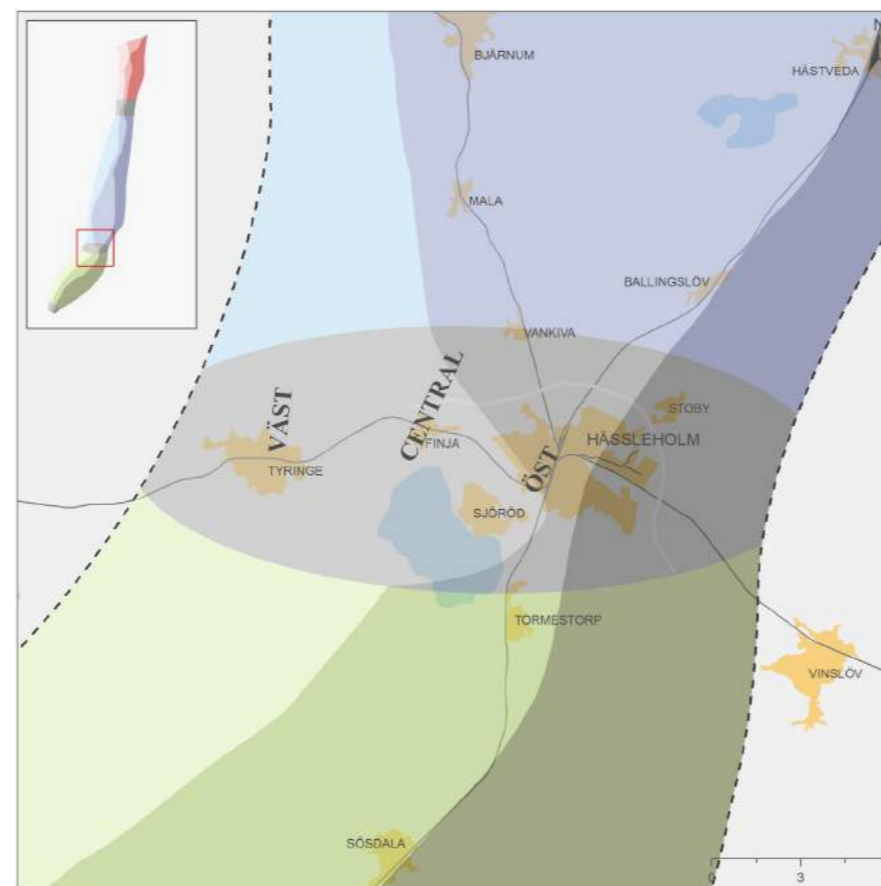 BJÄRNUM
N
HÄSTVEDA
MALA
BALLINGSLÖV
VANKIVA
VÄST
CENTRAL
ÖST
STOBY
HÄSSLEHOLM
FINJA
TYRINGE
SJÖRÖD
TORMESTORP
VINSLÖV
SÖSDALA
0 3